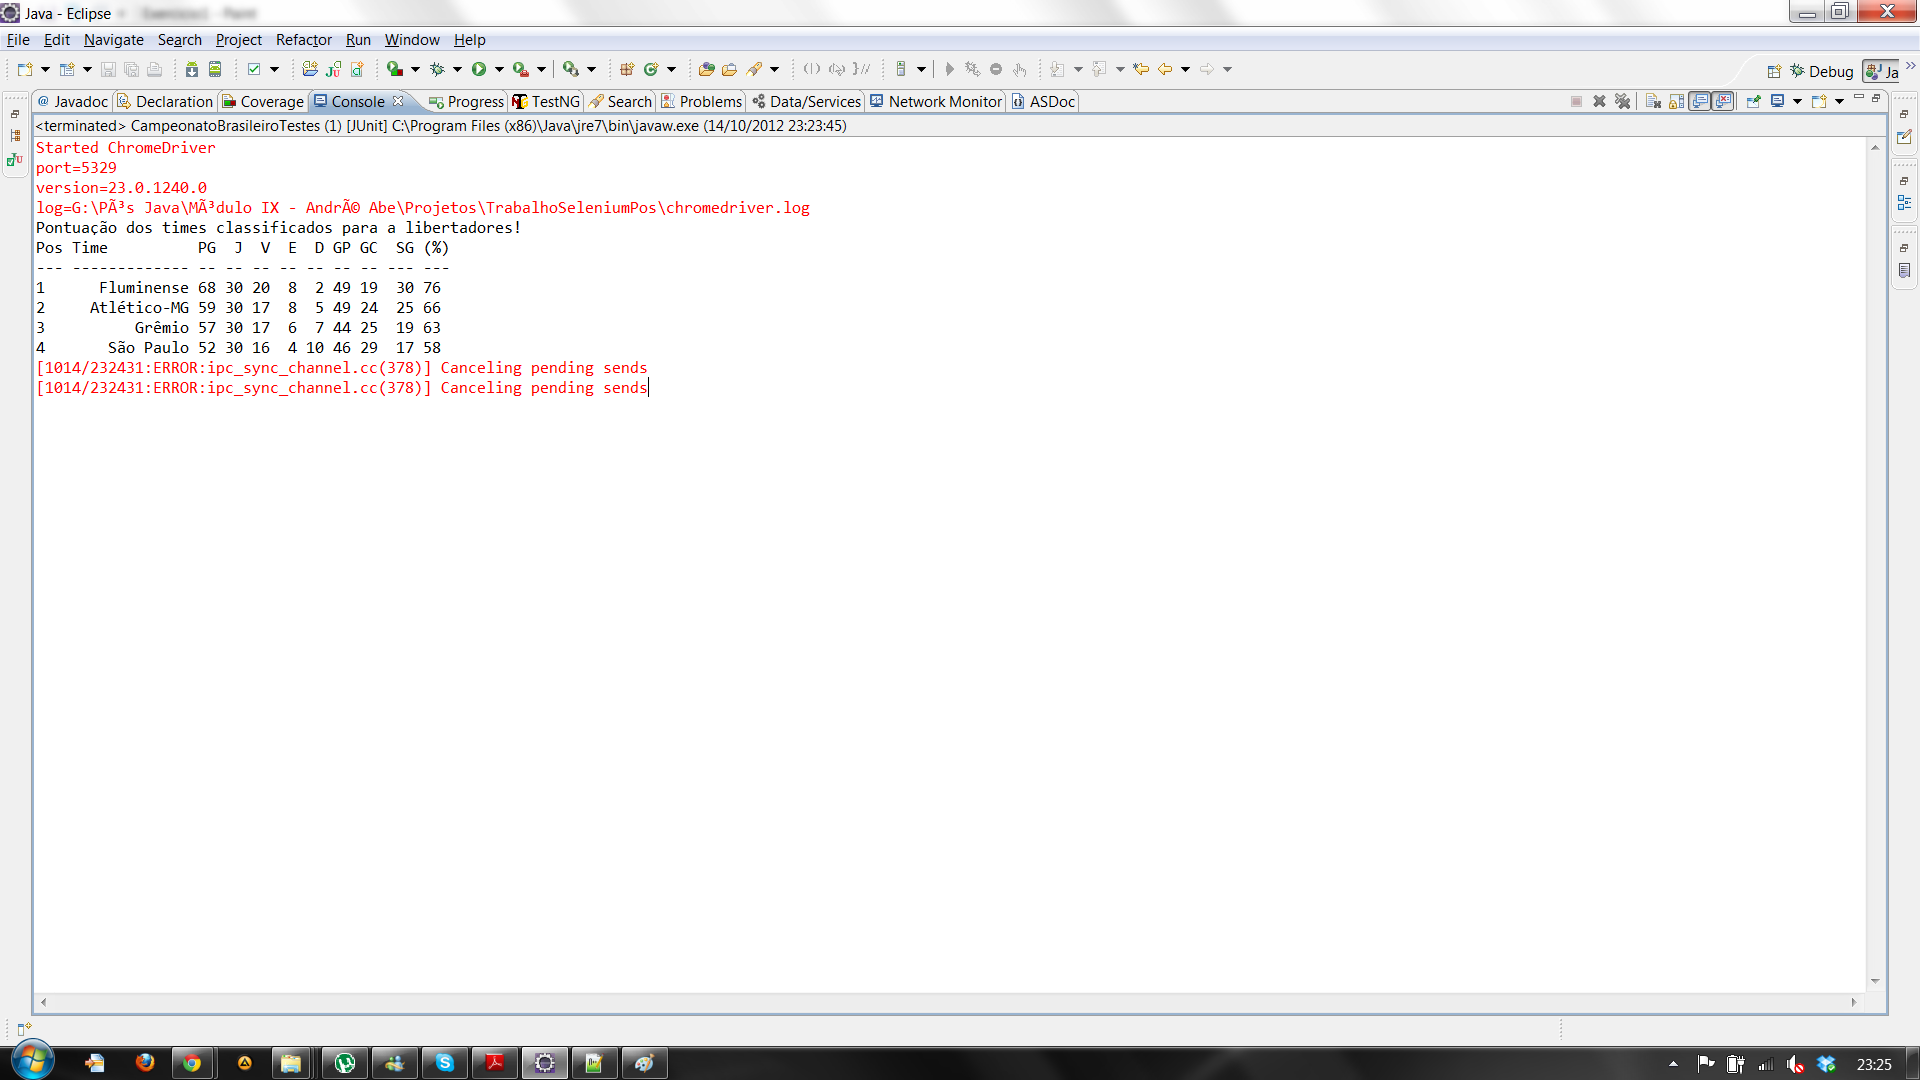 Java - Eclipse
File Edit Navigate Search Project Refactor Run Window Help
Debug Ja
@ Javadoc Declaration Coverage Console Progress TestNG Search Problems Data/Services Network Monitor ASDoc
<terminated> CampeonatoBrasileiroTestes (1) [JUnit] C:\Program Files (x86)\Java\jre7\bin\javaw.exe (14/10/2012 23:23:45)
Started ChromeDriver
port=5329
version=23.0.1240.0
log=G:\PÃ³s Java\MÃ³dulo IX - AndrÃ© Abe\Projetos\TrabalhoSeleniumPos\chromedriver.log
Pontuação dos times classificados para a libertadores!
Pos Time          PG  J  V  E  D GP GC  SG (%)
--- ------------- -- -- -- -- -- -- -- --- ---
1      Fluminense 68 30 20  8  2 49 19  30 76
2     Atlético-MG 59 30 17  8  5 49 24  25 66
3          Grêmio 57 30 17  6  7 44 25  19 63
4       São Paulo 52 30 16  4 10 46 29  17 58
[1014/232431:ERROR:ipc_sync_channel.cc(378)] Canceling pending sends
[1014/232431:ERROR:ipc_sync_channel.cc(378)] Canceling pending sends
23:25